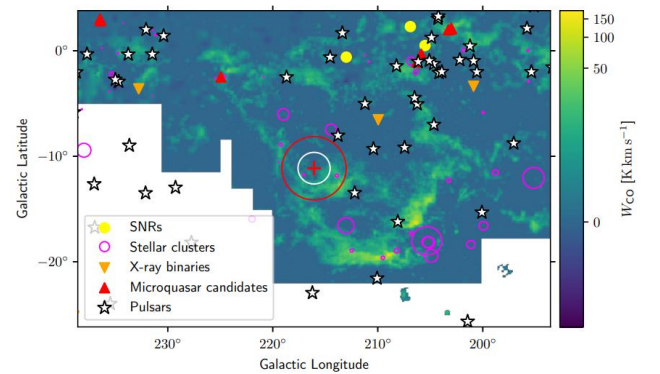 0°
−10°
−20°
Galactic Latitude
SNRs
Stellar clusters
X-ray binaries
Microquasar candidates
Pulsars
230° 220° 210° 200°
Galactic Longitude
150
100
50
0
W_CO [K km s⁻¹]